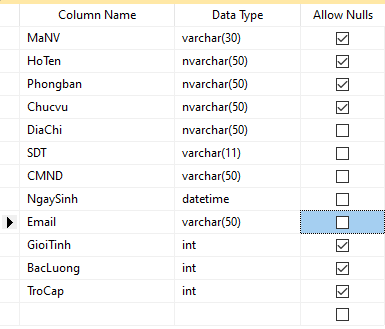 Column Name Data Type Allow Nulls
MaNV varchar(30)
HoTen nvarchar(50)
Phongban nvarchar(50)
Chucvu nvarchar(50)
DiaChi nvarchar(50)
SDT varchar(11)
CMND varchar(50)
NgaySinh datetime
Email varchar(50)
GioiTinh int
BacLuong int
TroCap int